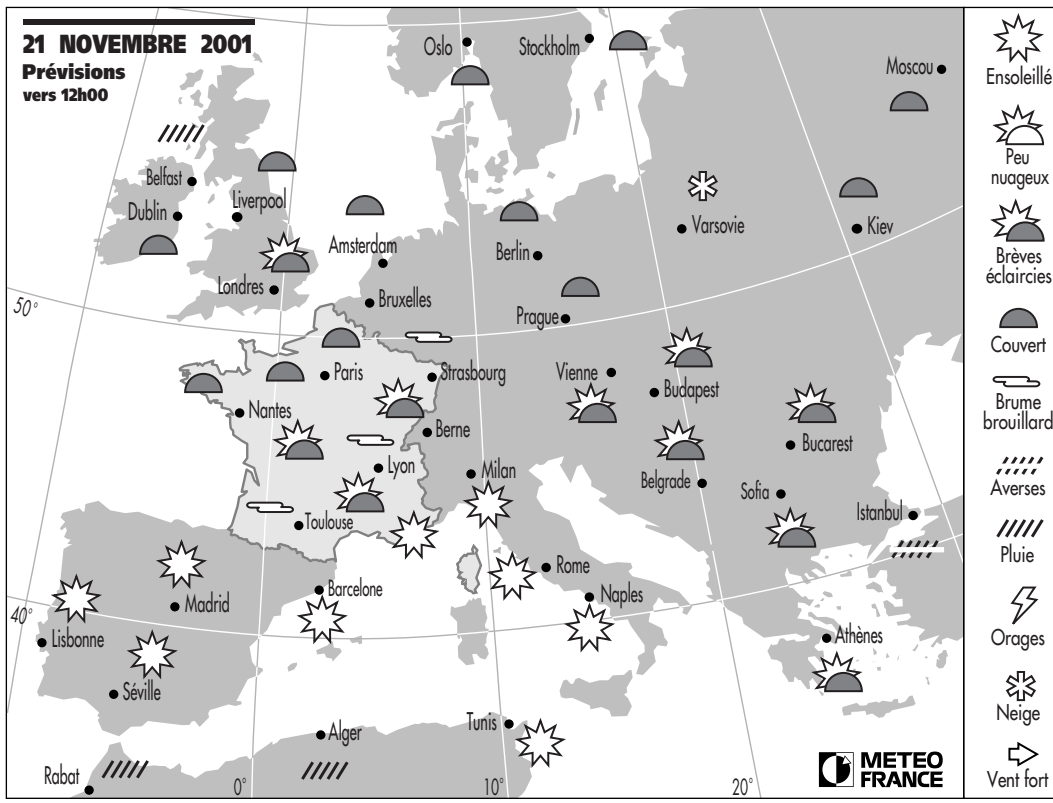 21 NOVEMBRE 2001
Prévisions
vers 12h00
Oslo
Stockholm
Moscou
Belfast
Dublin
Liverpool
Varsovie
Kiev
Amsterdam
Berlin
Londres
Bruxelles
50°
Prague
Paris
Strasbourg
Vienne
Budapest
Nantes
Berne
Bucarest
Lyon
Milan
Belgrade
Sofia
Istanbul
Toulouse
Rome
Barcelone
Naples
Madrid
40°
Lisbonne
Athènes
Séville
Tunis
Alger
Rabat
0°
10°
20°
METEO
FRANCE
Ensoleillé
Peu
nuageux
Brèves
éclaircies
Couvert
Brume
brouillard
Averses
Pluie
Orages
Neige
Vent fort